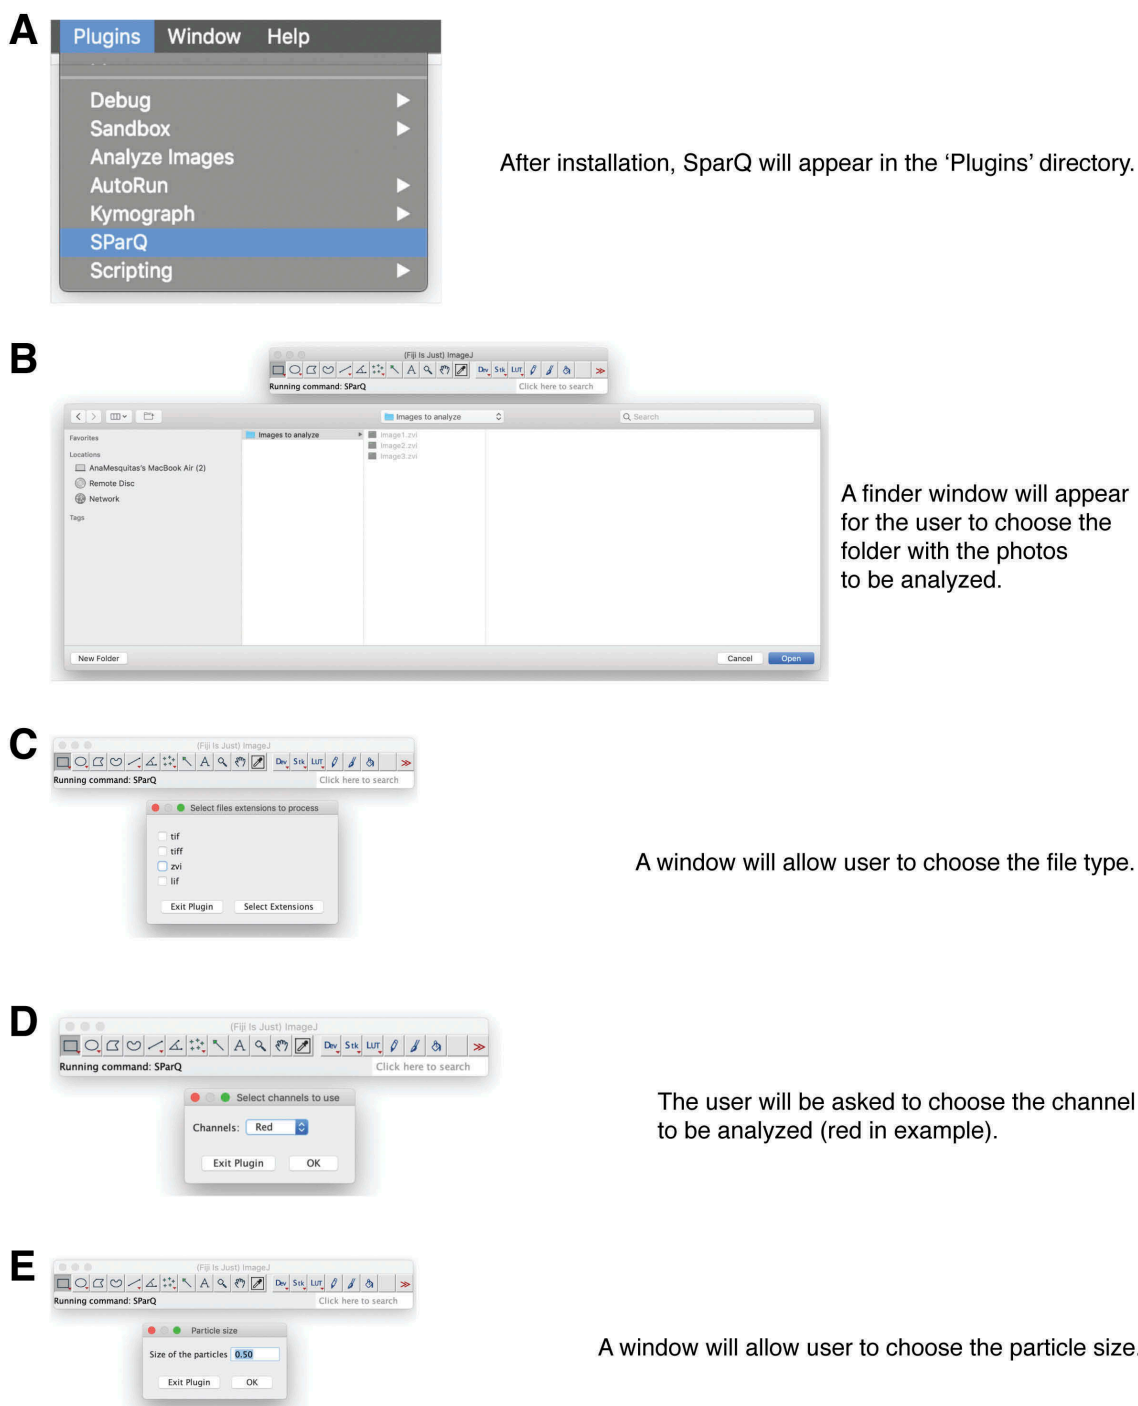 A
Plugins Window Help
Debug
Sandbox
Analyze Images
AutoRun
Kymograph
SParQ
Scripting
After installation, SparQ will appear in the ‘Plugins’ directory.
B
(Fiji Is Just) ImageJ
A Dev Stk LUT
Running command: SParQ Click here to search
Images to analyze Search
Favorites
Locations
AnaMesquitas's MacBook Air (2)
Remote Disc
Network
Tags
Images to analyze
Image1.zvi
Image2.zvi
Image3.zvi
New Folder Cancel Open
A finder window will appear
for the user to choose the
folder with the photos
to be analyzed.
C
(Fiji Is Just) ImageJ
A Dev Stk LUT
Running command: SParQ Click here to search
Select files extensions to process
tif
tiff
zvi
lif
Exit Plugin Select Extensions
A window will allow user to choose the file type.
D
(Fiji Is Just) ImageJ
A Dev Stk LUT
Running command: SParQ Click here to search
Select channels to use
Channels: Red
Exit Plugin OK
The user will be asked to choose the channel
to be analyzed (red in example).
E
(Fiji Is Just) ImageJ
A Dev Stk LUT
Running command: SParQ Click here to search
Particle size
Size of the particles 0.50
Exit Plugin OK
A window will allow user to choose the particle size.